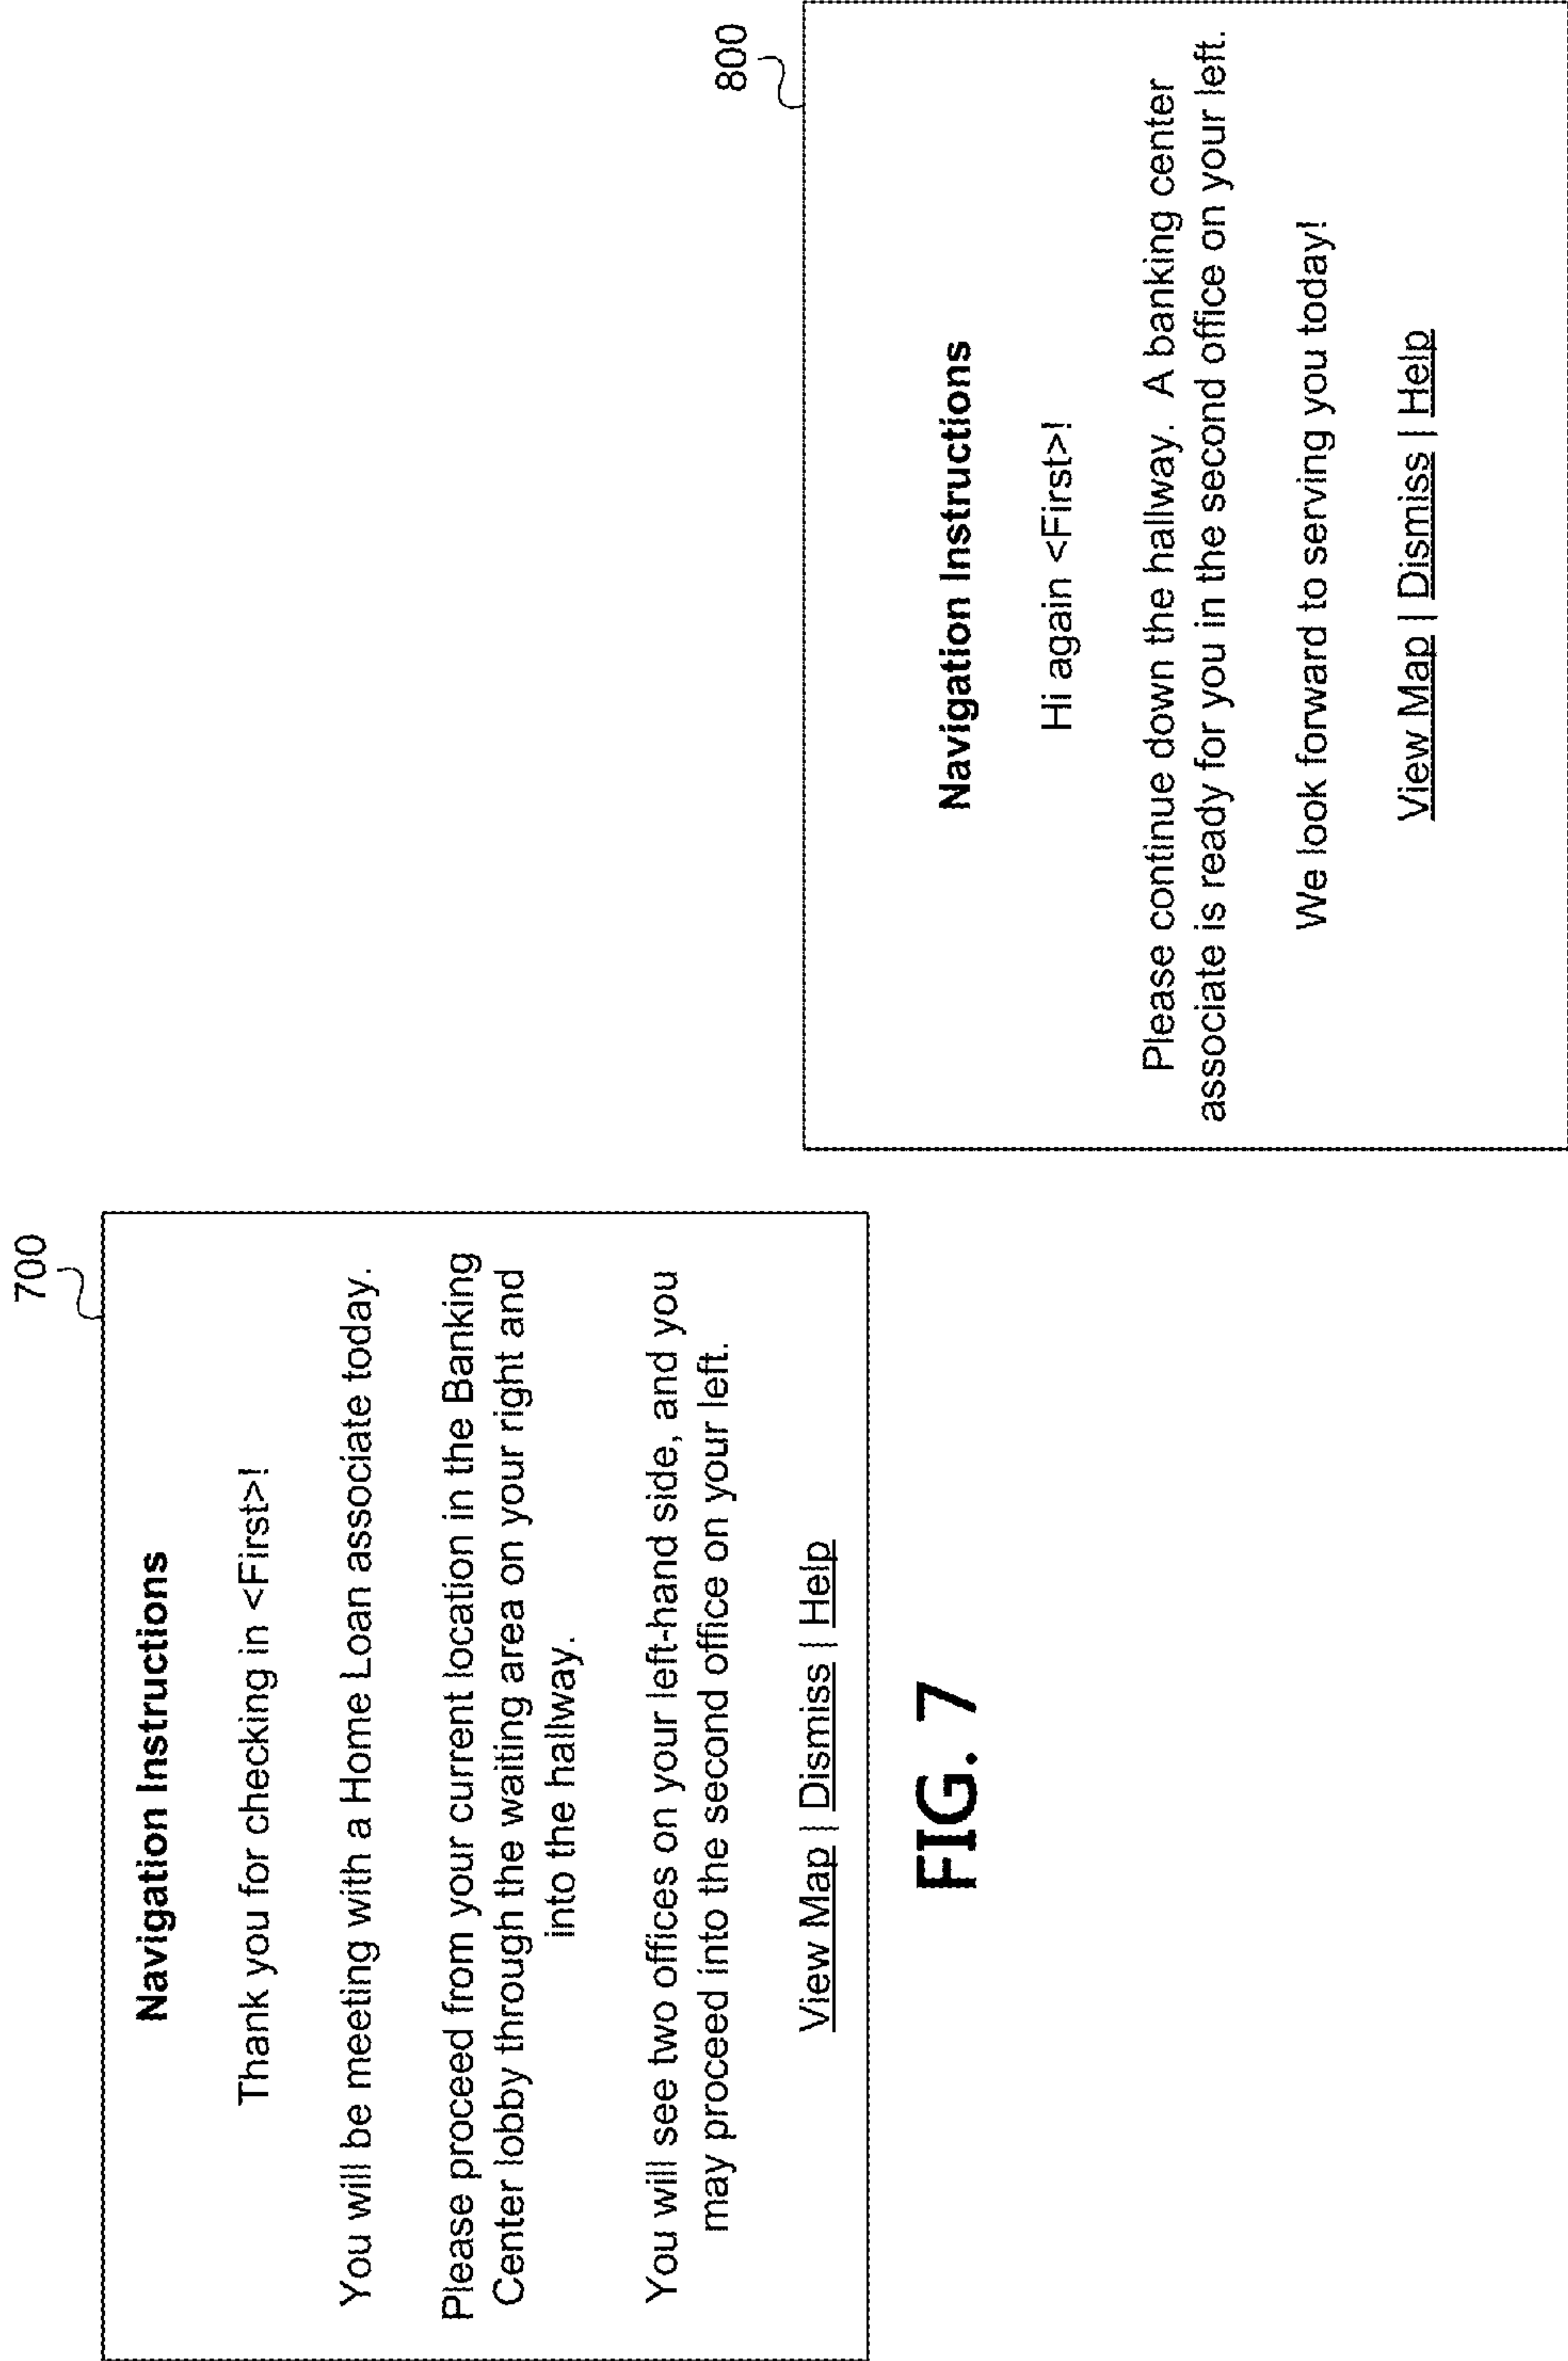 700
Navigation Instructions
Thank you for checking in <First>!
You will be meeting with a Home Loan associate today.
Please proceed from your current location in the Banking
Center lobby through the waiting area on your right and
into the hallway.
You will see two offices on your left-hand side, and you
may proceed into the second office on your left.
View Map | Dismiss | Help
FIG. 7
800
Navigation Instructions
Hi again <First>!
Please continue down the hallway. A banking center
associate is ready for you in the second office on your left.
We look forward to serving you today!
View Map | Dismiss | Help